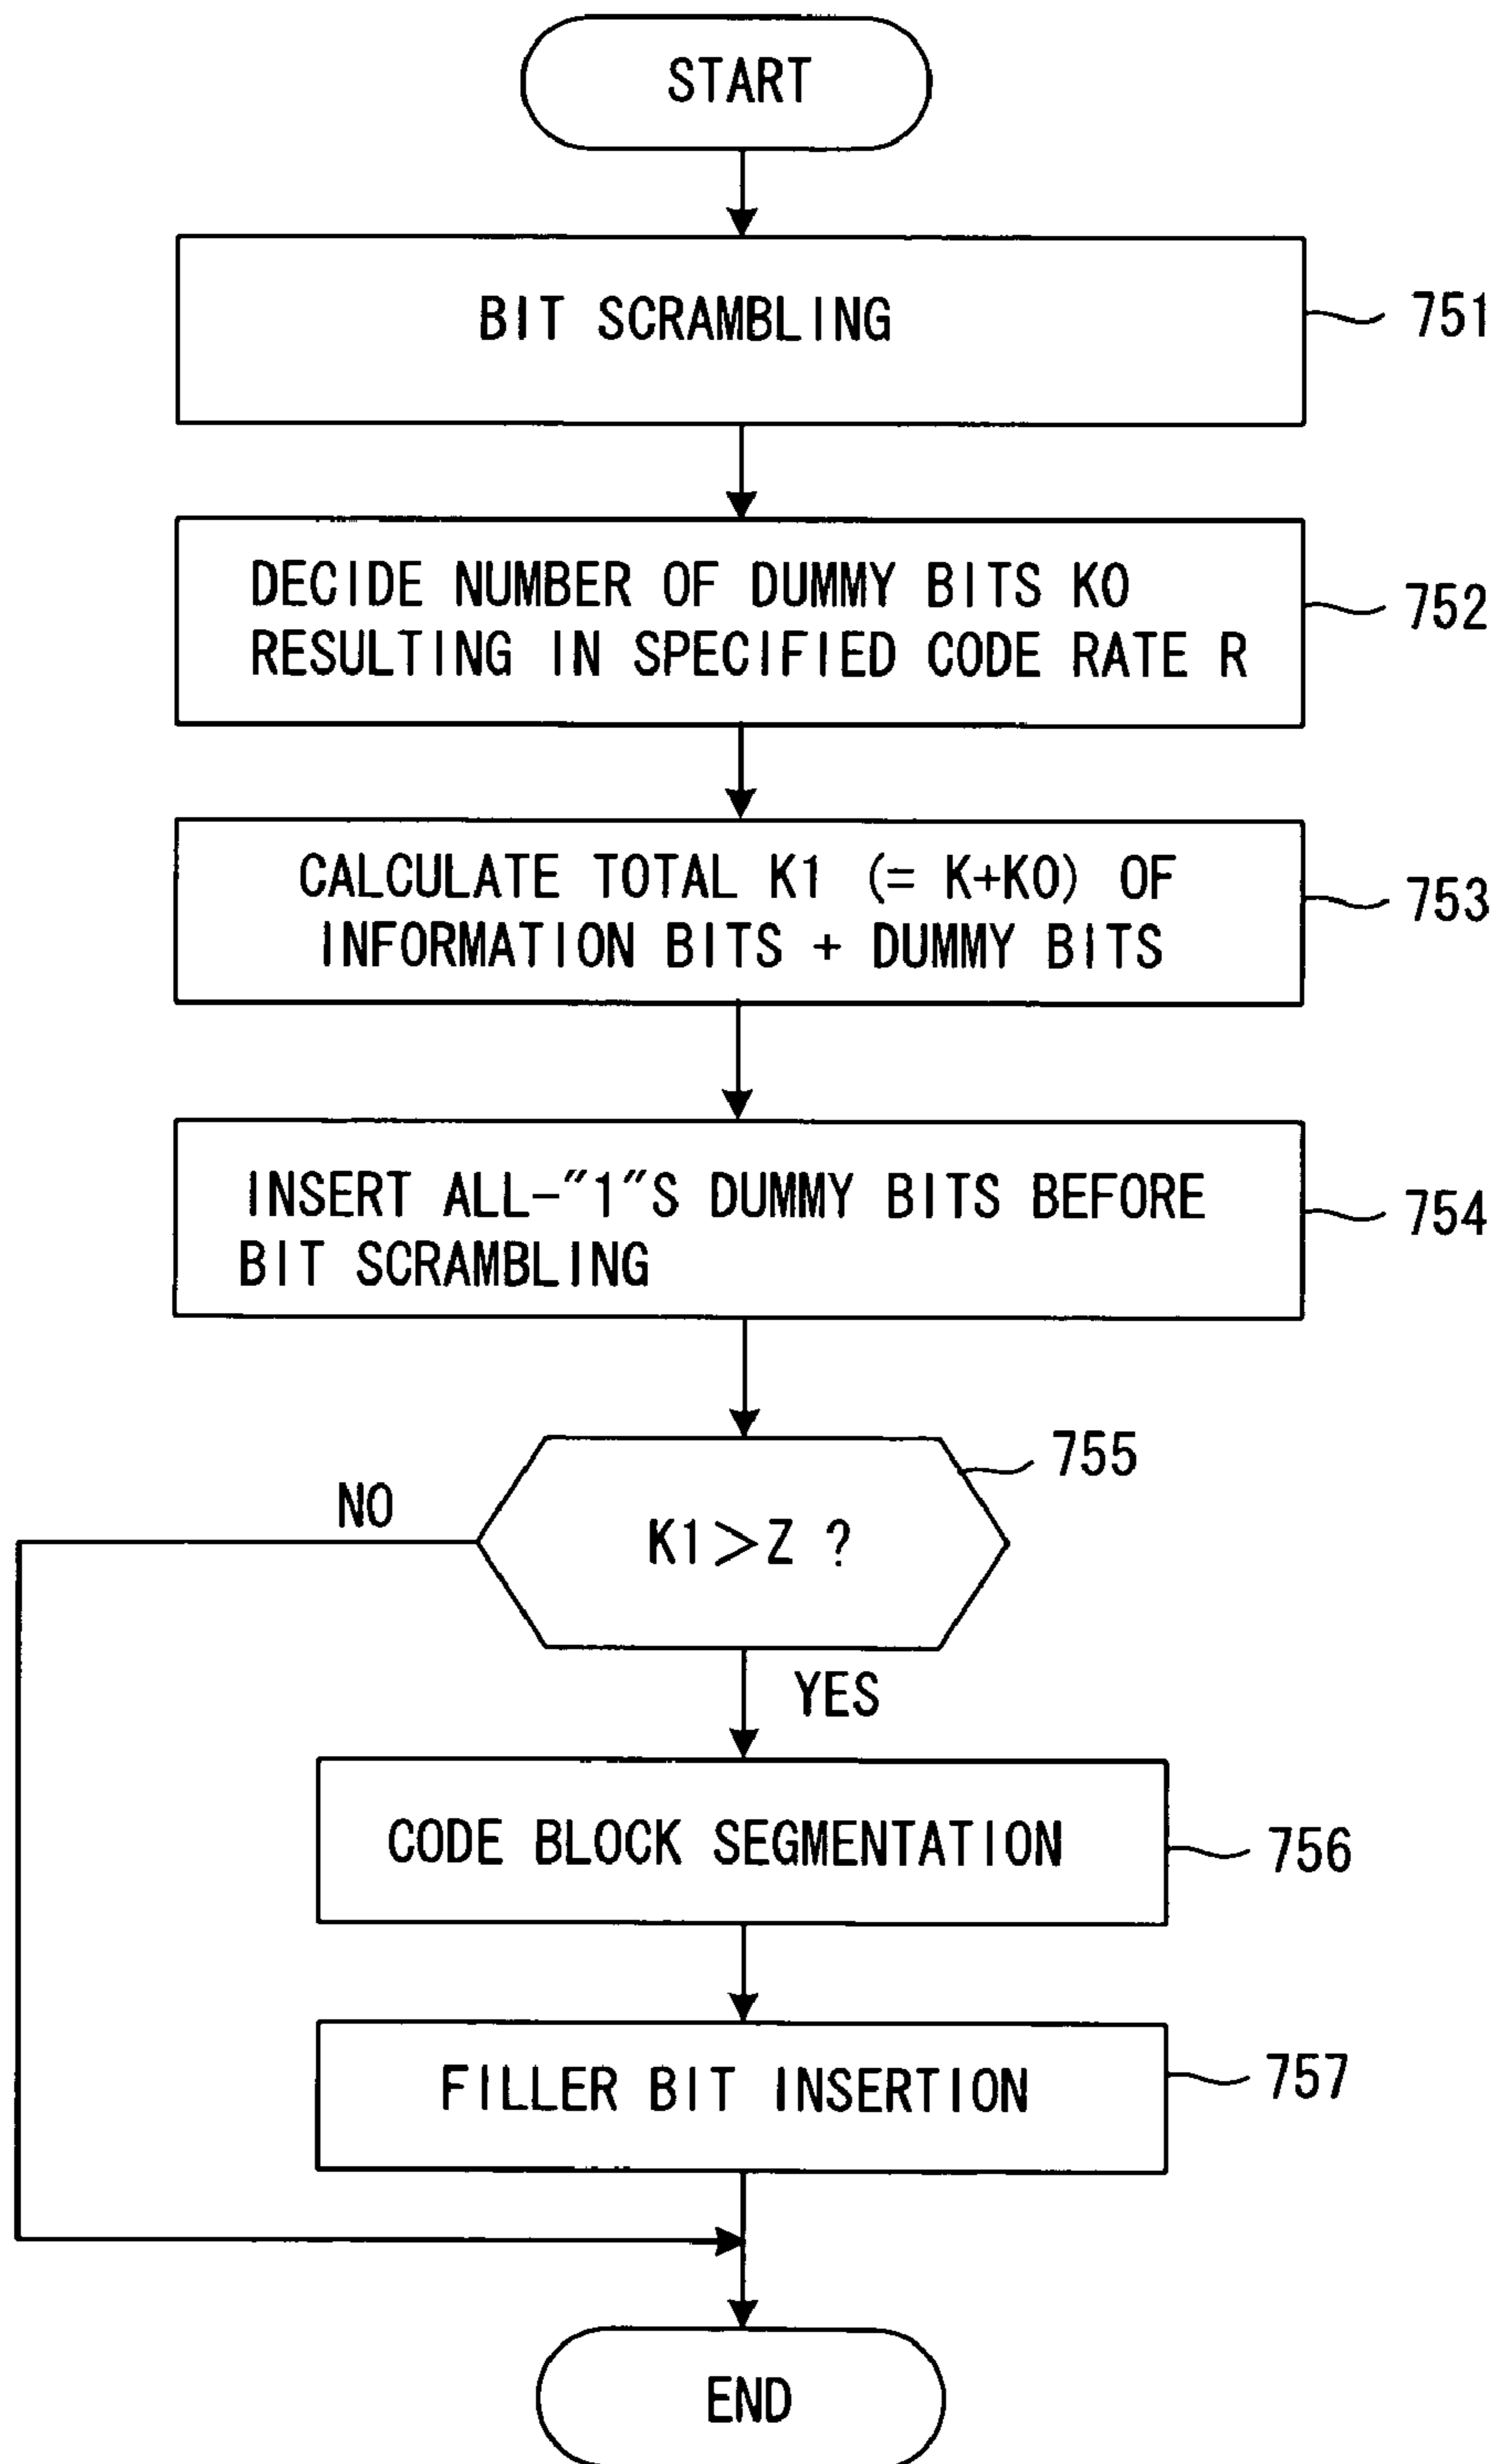 START
BIT SCRAMBLING
751
DECIDE NUMBER OF DUMMY BITS K0
RESULTING IN SPECIFIED CODE RATE R
752
CALCULATE TOTAL K1 (= K+K0) OF
INFORMATION BITS + DUMMY BITS
753
INSERT ALL-"1"S DUMMY BITS BEFORE
BIT SCRAMBLING
754
755
NO
K1>Z ?
YES
CODE BLOCK SEGMENTATION
756
FILLER BIT INSERTION
757
END